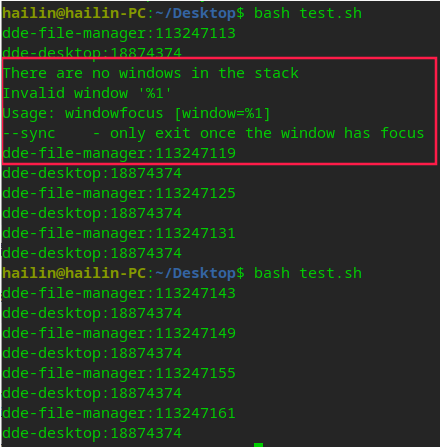 hailin@hailin-PC:~/Desktop$ bash test.sh
dde-file-manager:113247113
dde-desktop:18874374
There are no windows in the stack
Invalid window '%1'
Usage: windowfocus [window=%1]
--sync    - only exit once the window has focus
dde-file-manager:113247119
dde-desktop:18874374
dde-file-manager:113247125
dde-desktop:18874374
dde-file-manager:113247131
dde-desktop:18874374
hailin@hailin-PC:~/Desktop$ bash test.sh
dde-file-manager:113247143
dde-desktop:18874374
dde-file-manager:113247149
dde-desktop:18874374
dde-file-manager:113247155
dde-desktop:18874374
dde-file-manager:113247161
dde-desktop:18874374